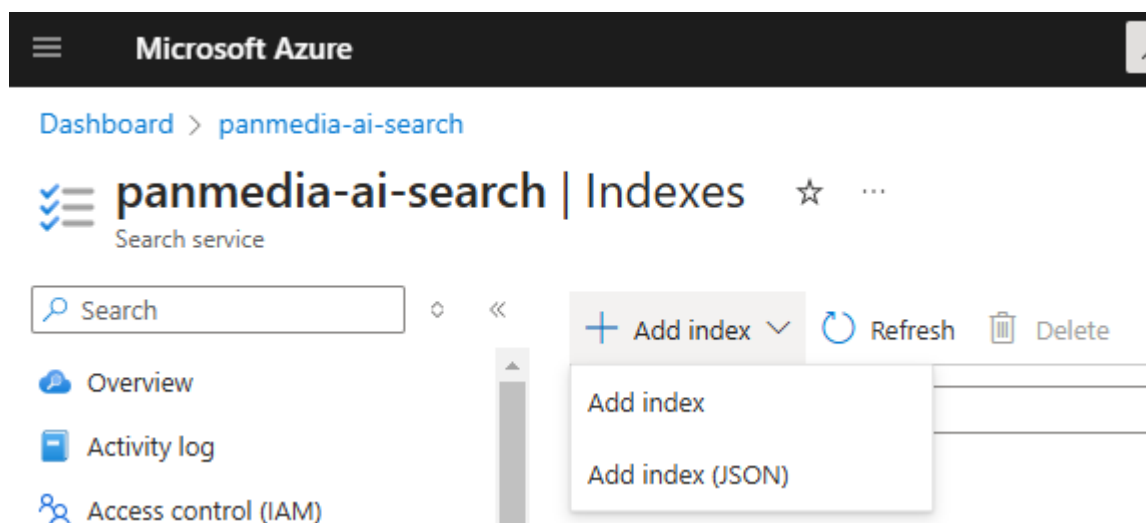 Microsoft Azure
Dashboard > panmedia-ai-search
panmedia-ai-search | Indexes
Search service
Search
Add index
Refresh
Delete
Overview
Add index
Activity log
Add index (JSON)
Access control (IAM)